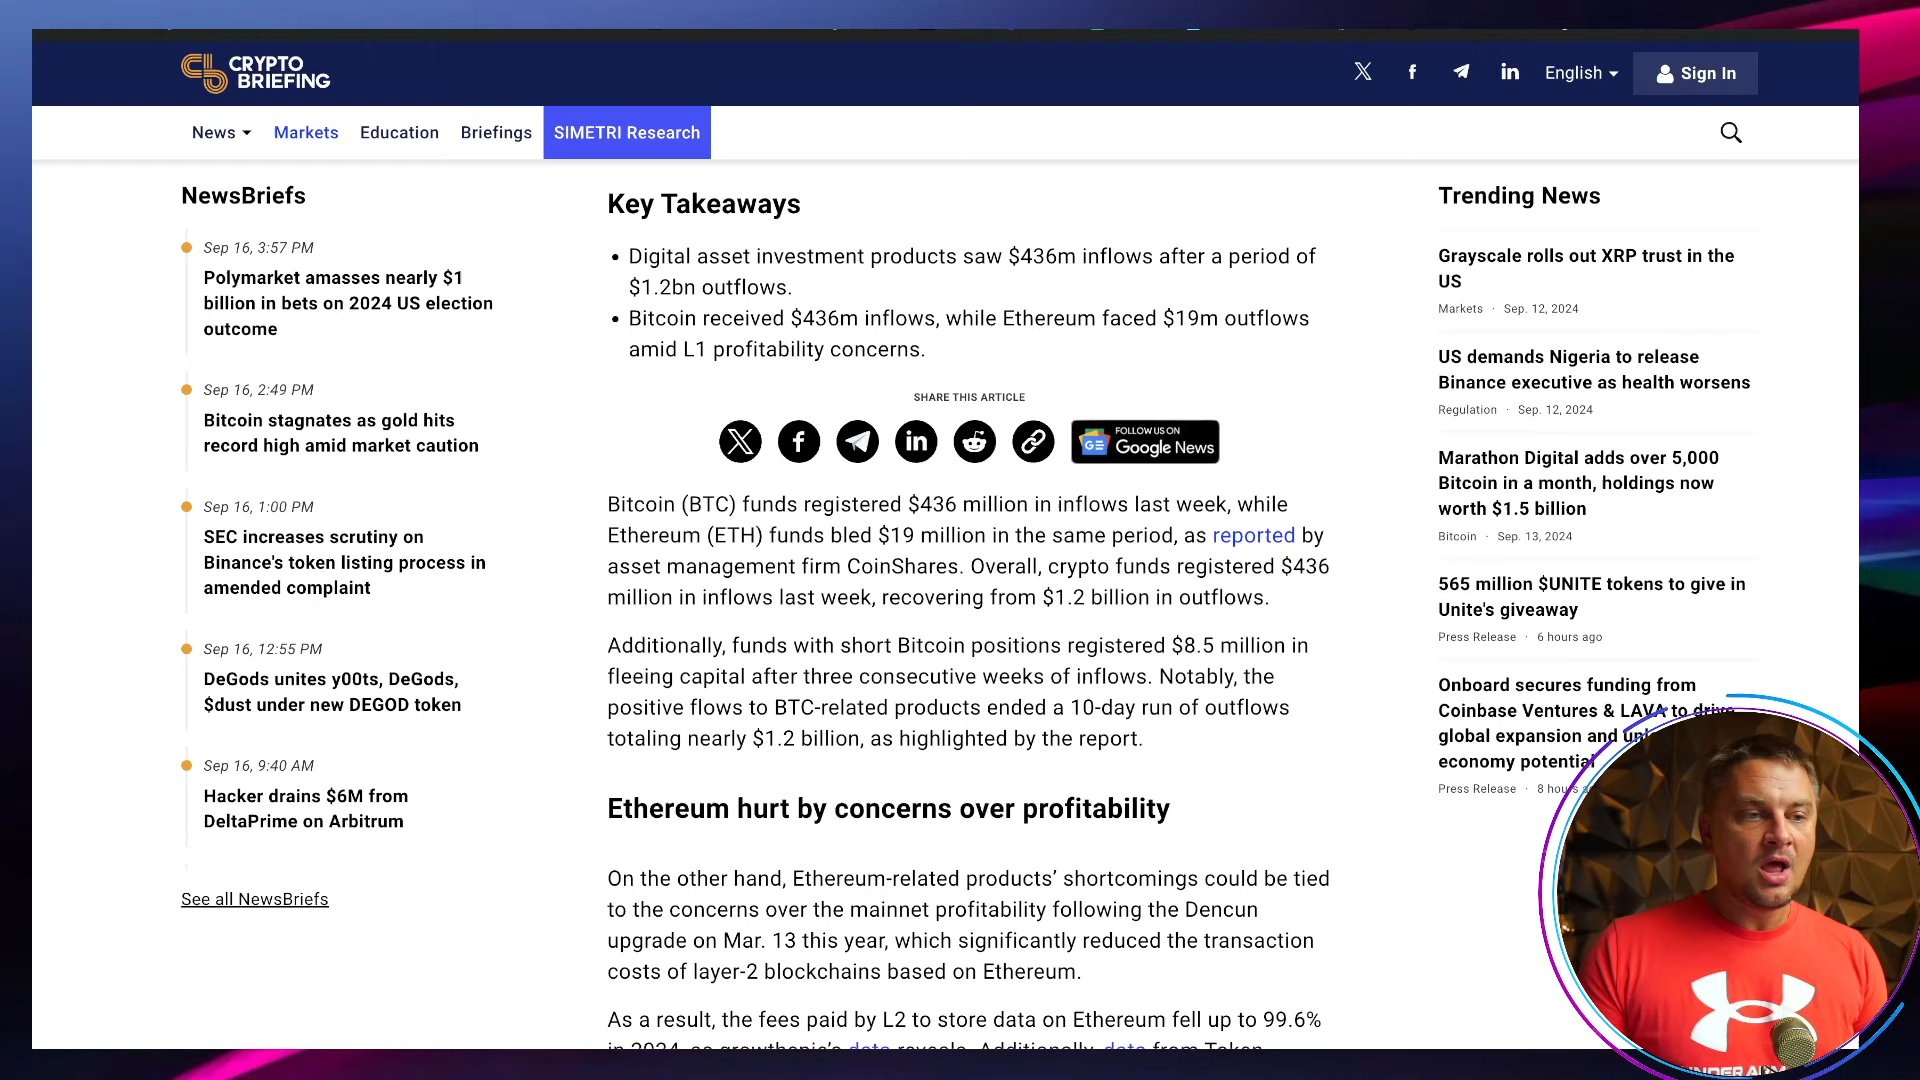 CRYPTO
BRIEFING
English
Sign In
News
Markets
Education
Briefings
SIMETRI Research
NewsBriefs
Sep 16, 3:57 PM
Polymarket amasses nearly $1
billion in bets on 2024 US election
outcome
Sep 16, 2:49 PM
Bitcoin stagnates as gold hits
record high amid market caution
Sep 16, 1:00 PM
SEC increases scrutiny on
Binance's token listing process in
amended complaint
Sep 16, 12:55 PM
DeGods unites y00ts, DeGods,
$dust under new DEGOD token
Sep 16, 9:40 AM
Hacker drains $6M from
DeltaPrime on Arbitrum
See all NewsBriefs
Key Takeaways
• Digital asset investment products saw $436m inflows after a period of
$1.2bn outflows.
• Bitcoin received $436m inflows, while Ethereum faced $19m outflows
amid L1 profitability concerns.
SHARE THIS ARTICLE
FOLLOW US ON
Google News
Bitcoin (BTC) funds registered $436 million in inflows last week, while
Ethereum (ETH) funds bled $19 million in the same period, as reported by
asset management firm CoinShares. Overall, crypto funds registered $436
million in inflows last week, recovering from $1.2 billion in outflows.
Additionally, funds with short Bitcoin positions registered $8.5 million in
fleeing capital after three consecutive weeks of inflows. Notably, the
positive flows to BTC-related products ended a 10-day run of outflows
totaling nearly $1.2 billion, as highlighted by the report.
Ethereum hurt by concerns over profitability
On the other hand, Ethereum-related products’ shortcomings could be tied
to the concerns over the mainnet profitability following the Dencun
upgrade on Mar. 13 this year, which significantly reduced the transaction
costs of layer-2 blockchains based on Ethereum.
As a result, the fees paid by L2 to store data on Ethereum fell up to 99.6%
in 2024, as growthepie’s data reveals. Additionally, data from Token
Trending News
Grayscale rolls out XRP trust in the
US
Markets · Sep. 12, 2024
US demands Nigeria to release
Binance executive as health worsens
Regulation · Sep. 12, 2024
Marathon Digital adds over 5,000
Bitcoin in a month, holdings now
worth $1.5 billion
Bitcoin · Sep. 13, 2024
565 million $UNITE tokens to give in
Unite's giveaway
Press Release · 6 hours ago
Onboard secures funding from
Coinbase Ventures & LAVA to drive
global expansion and
economy potential
Press Release · 8 hours